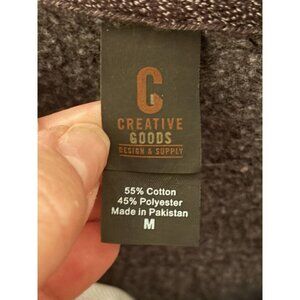 C
CREATIVE
GOODS
DESIGN & SUPPLY
55% Cotton
45% Polyester
Made in Pakistan
M